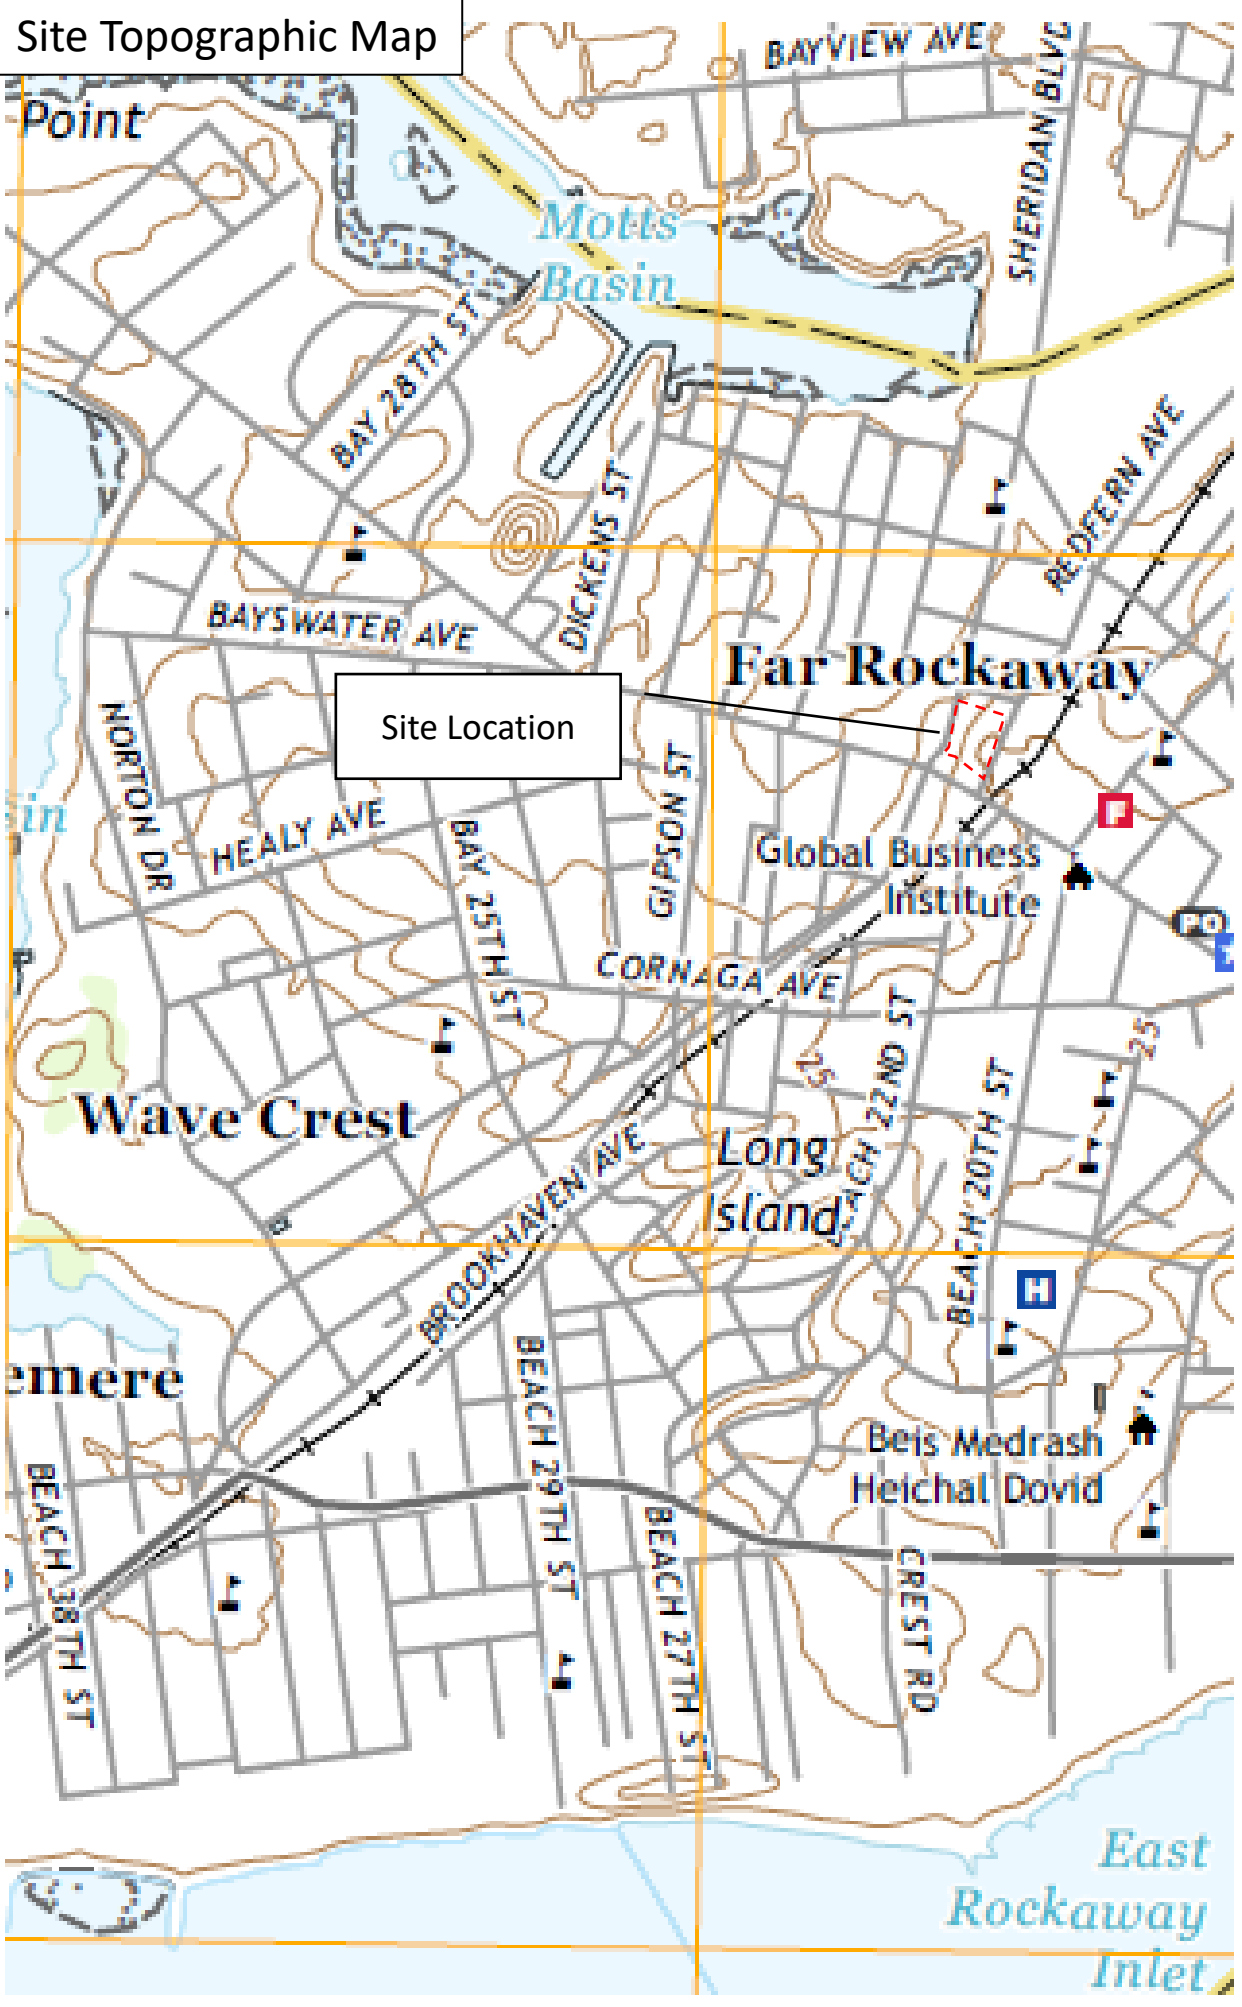 Site Topographic Map
BAYVIEW AVE
SHERIDAN BLVD
Point
Motts
Basin
BAY 28TH ST
REDFERN AVE
DICKENS ST
BAYSWATER AVE
Far Rockaway
Site Location
NORTON DR
GIPSON ST
in
HEALY AVE
F
BAY 25TH ST
Global Business
Institute
PO
CORNAGA AVE
25
25
BEACH 22ND ST
BEACH 20TH ST
Wave Crest
Long
Island
BROOKHAVEN AVE
H
emere
BEACH 29TH ST
Beis Medrash
Heichal Dovid
BEACH 38TH ST
BEACH 27TH ST
CREST RD
East
Rockaway
Inlet